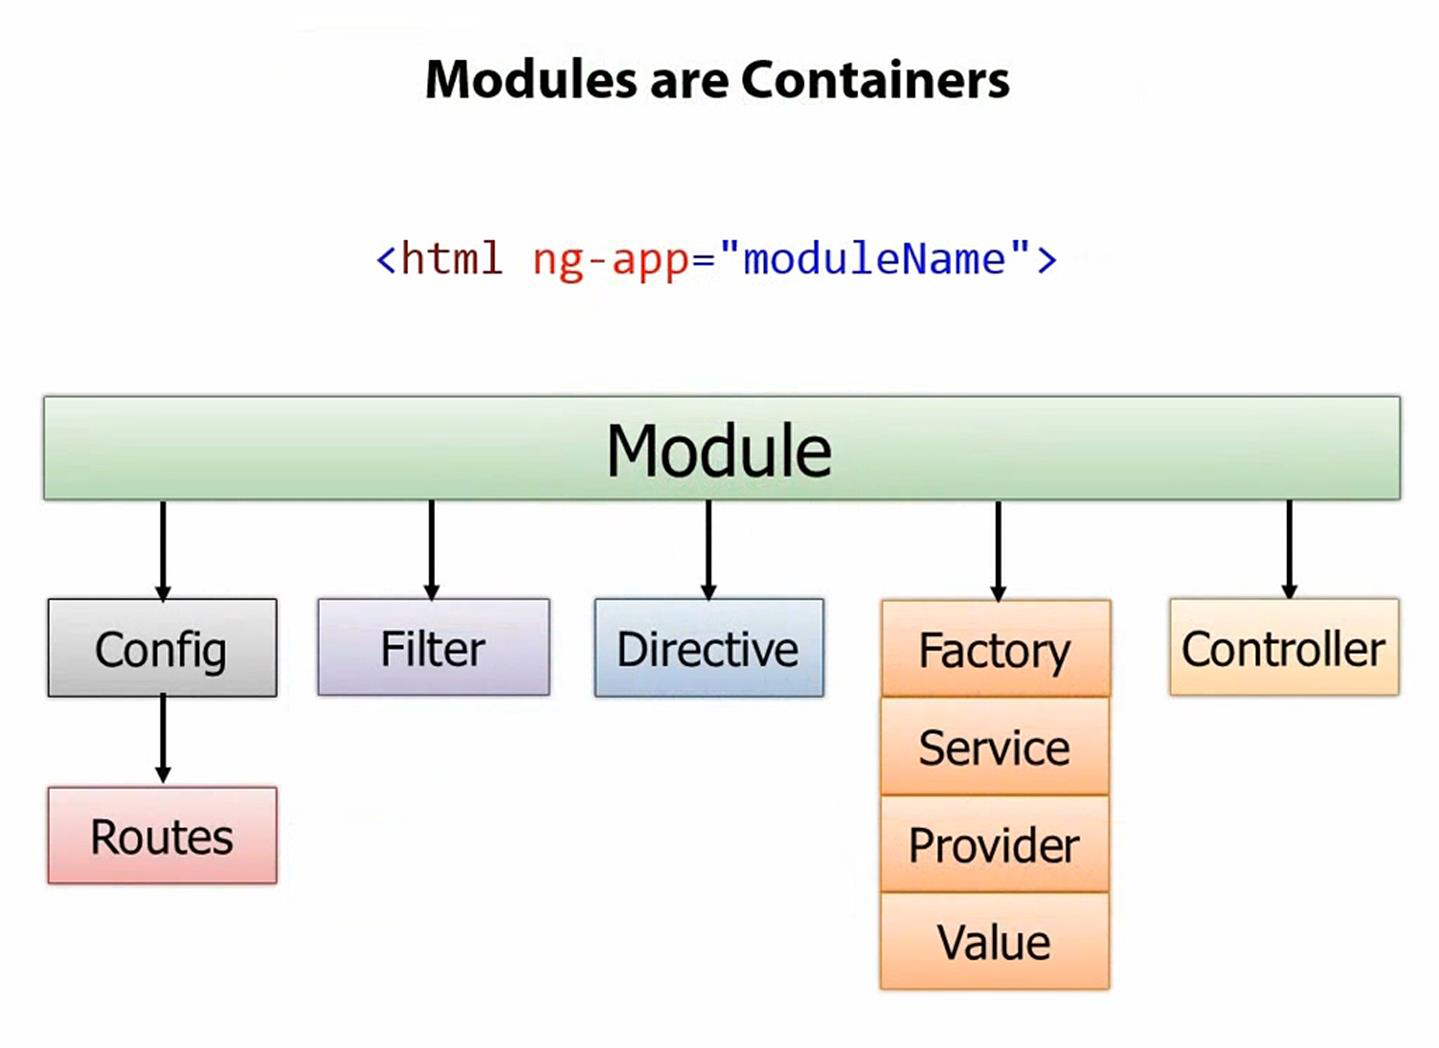 Modules are Containers
<html ng-app="moduleName">
Module
Config
Filter
Directive
Factory
Controller
Service
Provider
Routes
Value